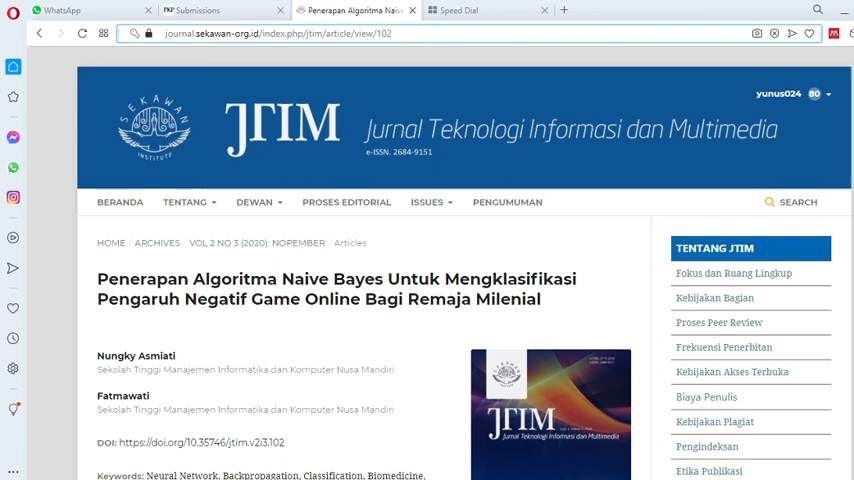 WhatsApp
PKP Submissions
Penerapan Algoritma Naive
Speed Dial
journal.sekawan-org.id/index.php/jtim/article/view/102
yunus024 80
SEKAWAN
INSTITUTE
JTIM
Jurnal Teknologi Informasi dan Multimedia
e-ISSN. 2684-9151
BERANDA TENTANG DEWAN PROSES EDITORIAL ISSUES PENGUMUMAN SEARCH
HOME / ARCHIVES / VOL 2 NO 3 (2020): NOPEMBER / Articles
Penerapan Algoritma Naive Bayes Untuk Mengklasifikasi
Pengaruh Negatif Game Online Bagi Remaja Milenial
Nungky Asmiati
Sekolah Tinggi Manajemen Informatika dan Komputer Nusa Mandiri
Fatmawati
Sekolah Tinggi Manajemen Informatika dan Komputer Nusa Mandiri
DOI: https://doi.org/10.35746/jtim.v2i3.102
Keywords: Neural Network, Backpropagation, Classification, Biomedicine,
JTIM
Jurnal Teknologi Informasi dan Multimedia
TENTANG JTIM
Fokus dan Ruang Lingkup
Kebijakan Bagian
Proses Peer Review
Frekuensi Penerbitan
Kebijakan Akses Terbuka
Biaya Penulis
Kebijakan Plagiat
Pengindeksan
Etika Publikasi